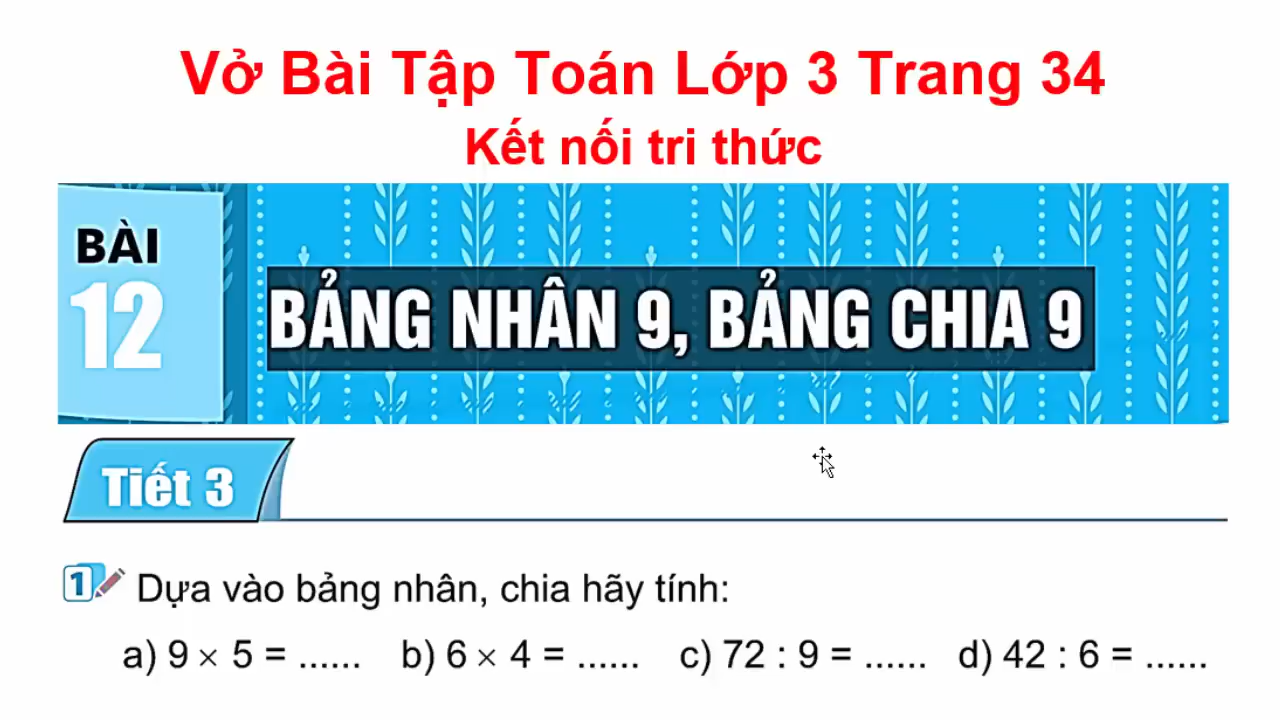 Vở Bài Tập Toán Lớp 3 Trang 34
Kết nối tri thức
BÀI
12
BẢNG NHÂN 9, BẢNG CHIA 9
Tiết 3
1 Dựa vào bảng nhân, chia hãy tính:
a) 9 × 5 = ...... b) 6 × 4 = ...... c) 72 : 9 = ...... d) 42 : 6 = ......